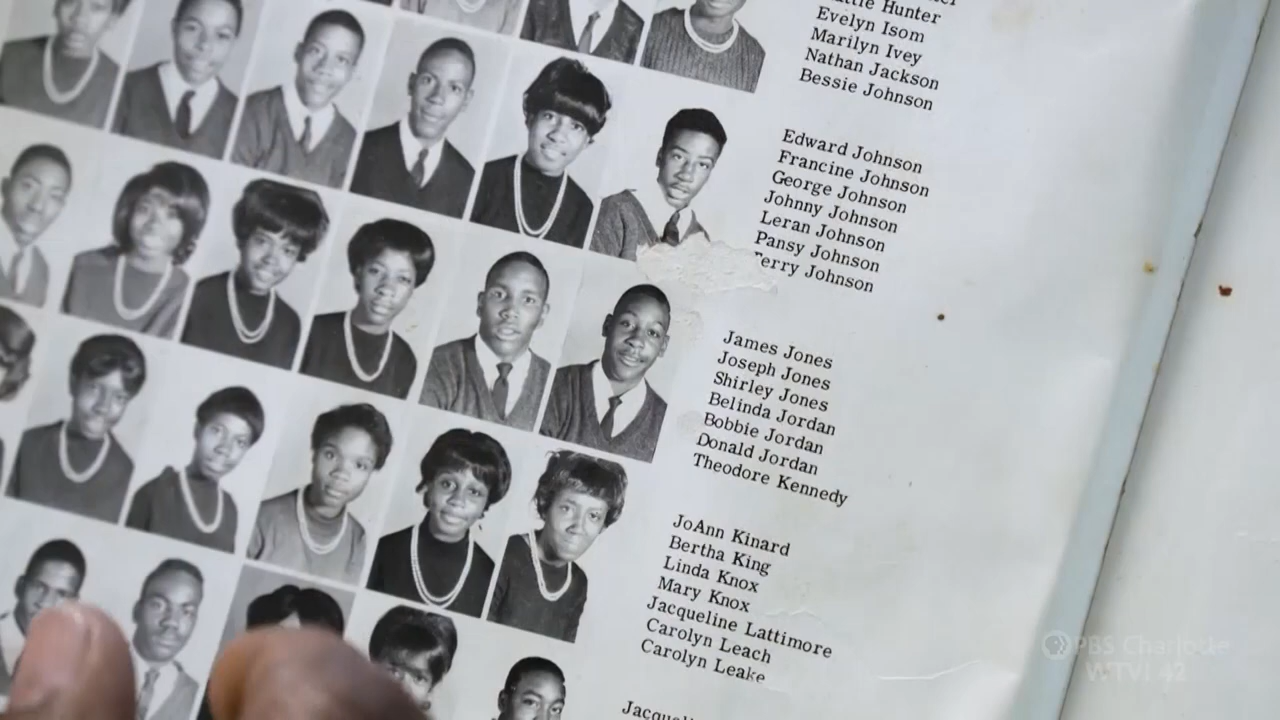 Hunter
Evelyn Isom
Marilyn Ivey
Nathan Jackson
Bessie Johnson
Edward Johnson
Francine Johnson
George Johnson
Johnny Johnson
Leran Johnson
Pansy Johnson
Terry Johnson
James Jones
Joseph Jones
Shirley Jones
Belinda Jordan
Bobbie Jordan
Donald Jordan
Theodore Kennedy
JoAnn Kinard
Bertha King
Linda Knox
Mary Knox
Jacqueline Lattimore
Carolyn Leach
Carolyn Leake
PBS Charlotte
WTVI 42